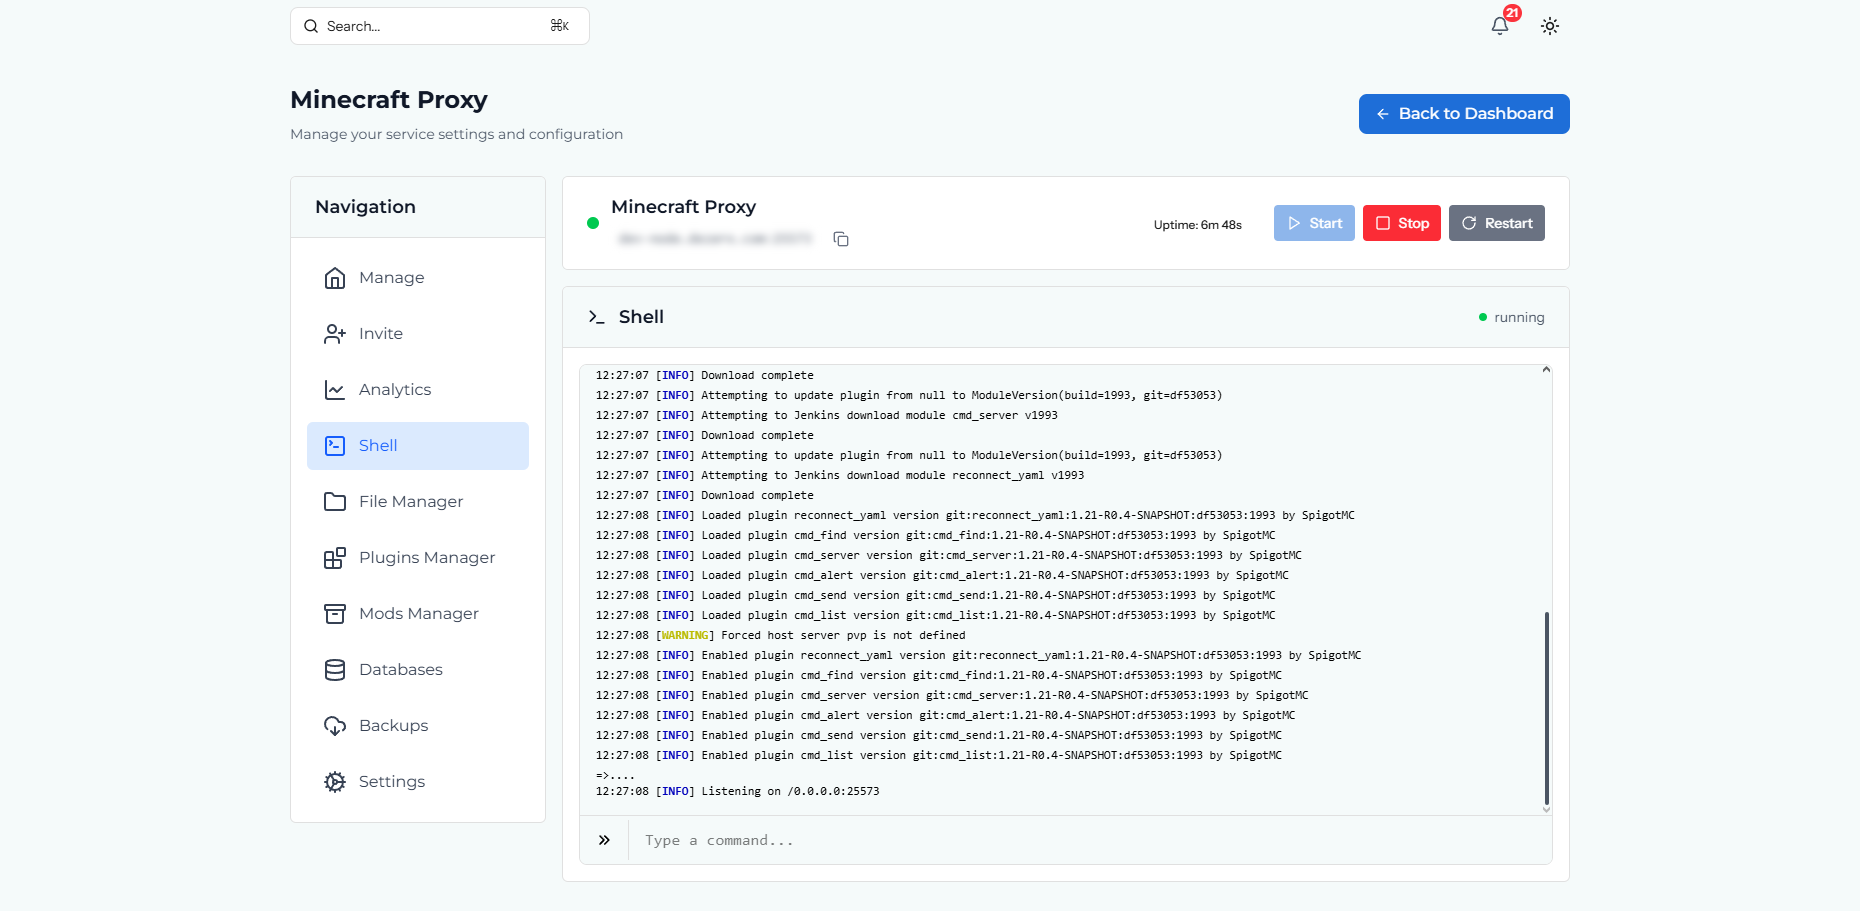 Search...
⌘K
21
Minecraft Proxy
Manage your service settings and configuration
← Back to Dashboard
Navigation
Manage
Invite
Analytics
Shell
File Manager
Plugins Manager
Mods Manager
Databases
Backups
Settings
Minecraft Proxy
Uptime: 6m 48s
Start
Stop
Restart
Shell
running
12:27:07 [INFO] Download complete
12:27:07 [INFO] Attempting to update plugin from null to ModuleVersion(build=1993, git=df53053)
12:27:07 [INFO] Attempting to Jenkins download module cmd_server v1993
12:27:07 [INFO] Download complete
12:27:07 [INFO] Attempting to update plugin from null to ModuleVersion(build=1993, git=df53053)
12:27:07 [INFO] Attempting to Jenkins download module reconnect_yaml v1993
12:27:07 [INFO] Download complete
12:27:08 [INFO] Loaded plugin reconnect_yaml version git:reconnect_yaml:1.21-R0.4-SNAPSHOT:df53053:1993 by SpigotMC
12:27:08 [INFO] Loaded plugin cmd_find version git:cmd_find:1.21-R0.4-SNAPSHOT:df53053:1993 by SpigotMC
12:27:08 [INFO] Loaded plugin cmd_server version git:cmd_server:1.21-R0.4-SNAPSHOT:df53053:1993 by SpigotMC
12:27:08 [INFO] Loaded plugin cmd_alert version git:cmd_alert:1.21-R0.4-SNAPSHOT:df53053:1993 by SpigotMC
12:27:08 [INFO] Loaded plugin cmd_send version git:cmd_send:1.21-R0.4-SNAPSHOT:df53053:1993 by SpigotMC
12:27:08 [INFO] Loaded plugin cmd_list version git:cmd_list:1.21-R0.4-SNAPSHOT:df53053:1993 by SpigotMC
12:27:08 [WARNING] Forced host server pvp is not defined
12:27:08 [INFO] Enabled plugin reconnect_yaml version git:reconnect_yaml:1.21-R0.4-SNAPSHOT:df53053:1993 by SpigotMC
12:27:08 [INFO] Enabled plugin cmd_find version git:cmd_find:1.21-R0.4-SNAPSHOT:df53053:1993 by SpigotMC
12:27:08 [INFO] Enabled plugin cmd_server version git:cmd_server:1.21-R0.4-SNAPSHOT:df53053:1993 by SpigotMC
12:27:08 [INFO] Enabled plugin cmd_alert version git:cmd_alert:1.21-R0.4-SNAPSHOT:df53053:1993 by SpigotMC
12:27:08 [INFO] Enabled plugin cmd_send version git:cmd_send:1.21-R0.4-SNAPSHOT:df53053:1993 by SpigotMC
12:27:08 [INFO] Enabled plugin cmd_list version git:cmd_list:1.21-R0.4-SNAPSHOT:df53053:1993 by SpigotMC
=>....
12:27:08 [INFO] Listening on /0.0.0.0:25573
Type a command...